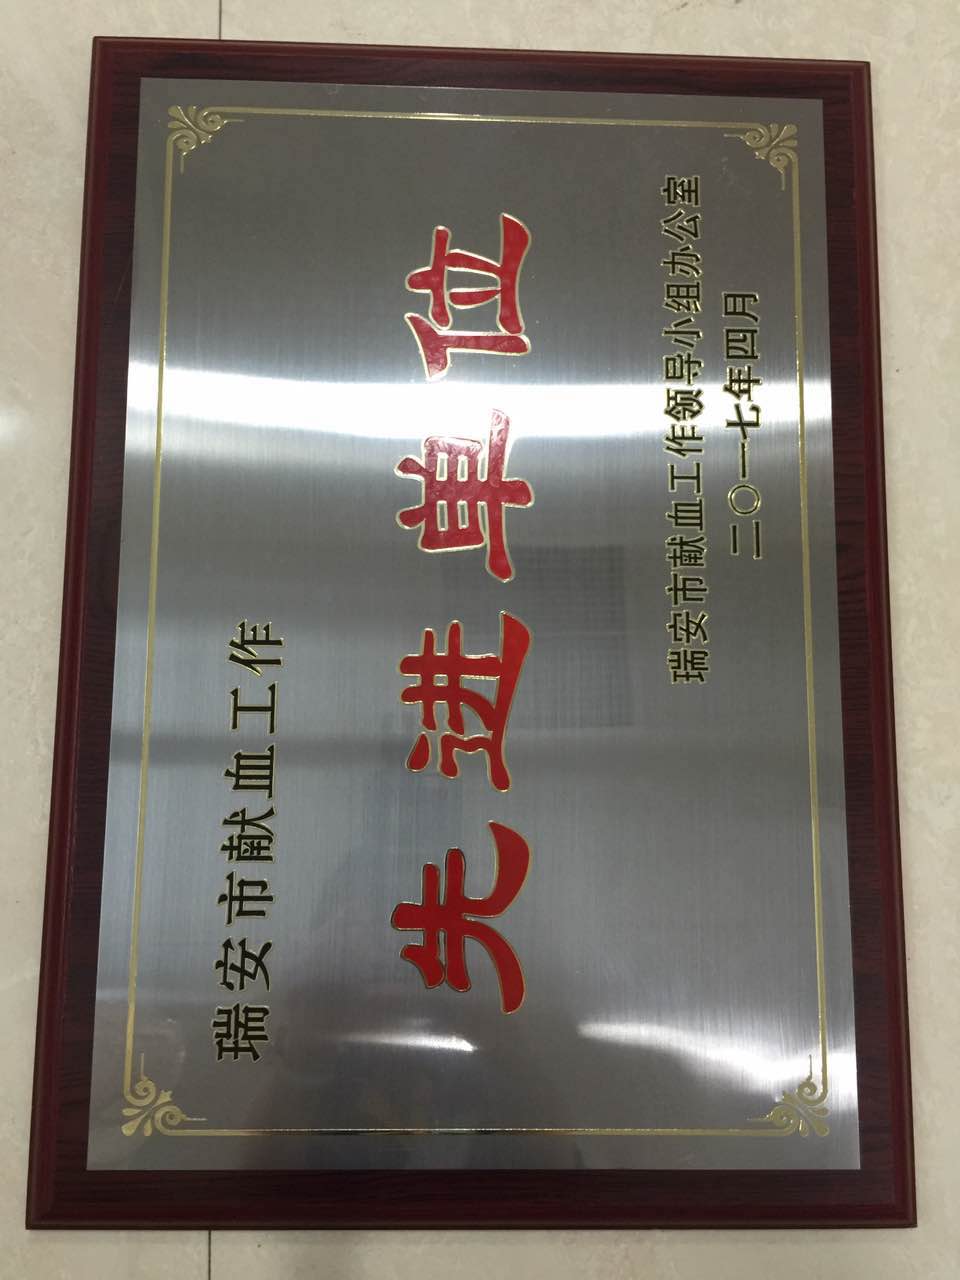 瑞安市献血工作
先进单位
瑞安市献血工作领导小组办公室
二〇一七年四月